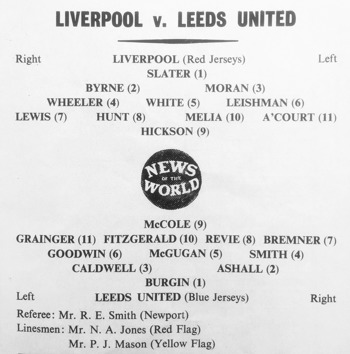 LIVERPOOL v. LEEDS UNITED
Right LIVERPOOL (Red Jerseys) Left
SLATER (1)
BYRNE (2) MORAN (3)
WHEELER (4) WHITE (5) LEISHMAN (6)
LEWIS (7) HUNT (8) MELIA (10) A'COURT (11)
HICKSON (9)
NEWS
OF THE
WORLD
McCOLE (9)
GRAINGER (11) FITZGERALD (10) REVIE (8) BREMNER (7)
GOODWIN (6) McGUGAN (5) SMITH (4)
CALDWELL (3) ASHALL (2)
BURGIN (1)
Left LEEDS UNITED (Blue Jerseys) Right
Referee: Mr. R. E. Smith (Newport)
Linesmen: Mr. N. A. Jones (Red Flag)
Mr. P. J. Mason (Yellow Flag)